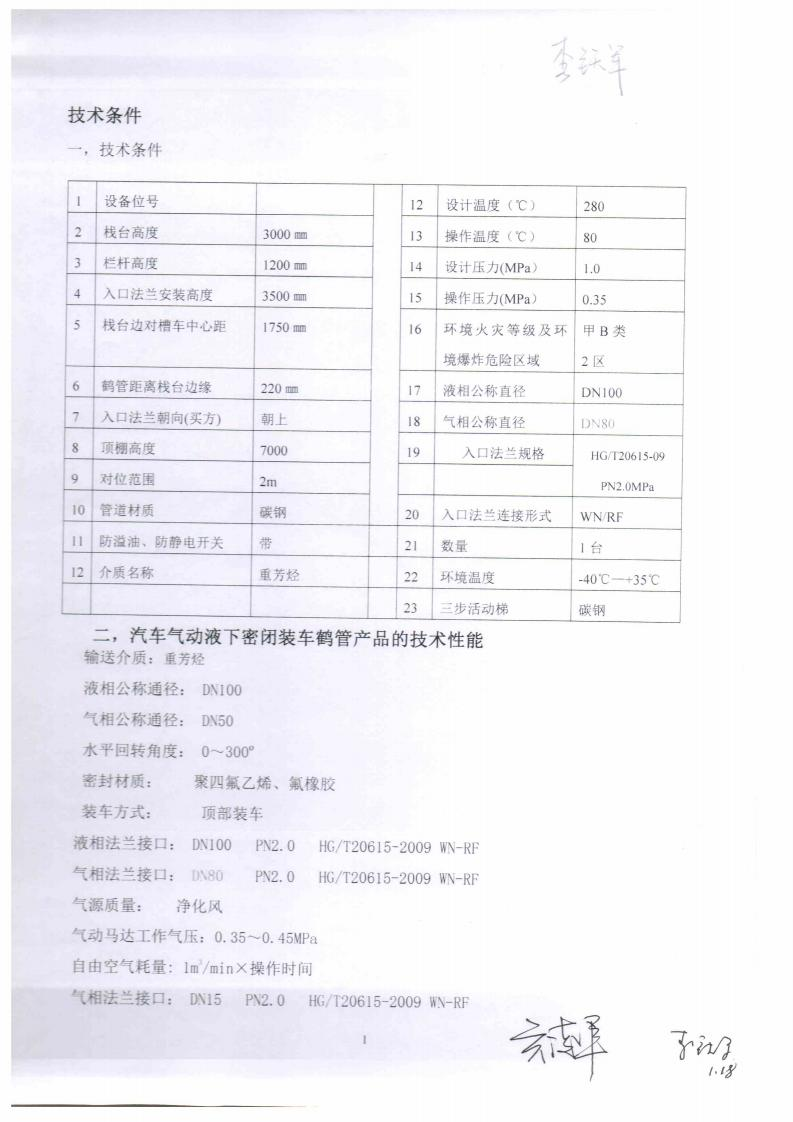 技术条件
一，技术条件
1 设备位号 12 设计温度（℃） 280
2 栈台高度 3000 ㎜ 13 操作温度（℃） 80
3 栏杆高度 1200 ㎜ 14 设计压力(MPa） 1.0
4 入口法兰安装高度 3500 ㎜ 15 操作压力(MPa） 0.35
5 栈台边对槽车中心距 1750 ㎜ 16 环境火灾等级及环 甲 B 类
境爆炸危险区域 2 区
6 鹤管距离栈台边缘 220 ㎜ 17 液相公称直径 DN100
7 入口法兰朝向(买方) 朝上 18 气相公称直径 DN80
8 顶棚高度 7000 19 入口法兰规格 HG/T20615-09
9 对位范围 2m PN2.0MPa
10 管道材质 碳钢 20 入口法兰连接形式 WN/RF
11 防溢油、防静电开关 带 21 数量 1 台
12 介质名称 重芳烃 22 环境温度 -40℃—+35℃
23 三步活动梯 碳钢
二，汽车气动液下密闭装车鹤管产品的技术性能
输送介质：重芳烃
液相公称通径： DN100
气相公称通径： DN50
水平回转角度： 0～300°
密封材质： 聚四氟乙烯、氟橡胶
装车方式： 顶部装车
液相法兰接口： DN100 PN2.0 HG/T20615-2009 WN-RF
气相法兰接口： DN80 PN2.0 HG/T20615-2009 WN-RF
气源质量： 净化风
气动马达工作气压：0.35～0.45MPa
自由空气耗量：1m³/min×操作时间
气相法兰接口： DN15 PN2.0 HG/T20615-2009 WN-RF
1
1.18